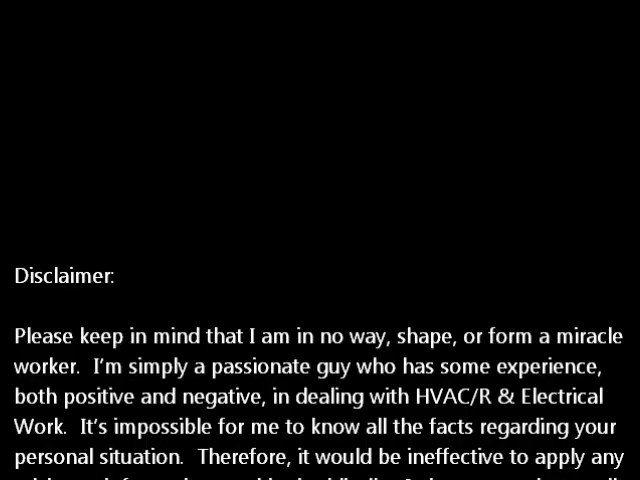 Disclaimer:
Please keep in mind that I am in no way, shape, or form a miracle
worker.  I'm simply a passionate guy who has some experience,
both positive and negative, in dealing with HVAC/R & Electrical
Work.  It's impossible for me to know all the facts regarding your
personal situation.  Therefore, it would be ineffective to apply any